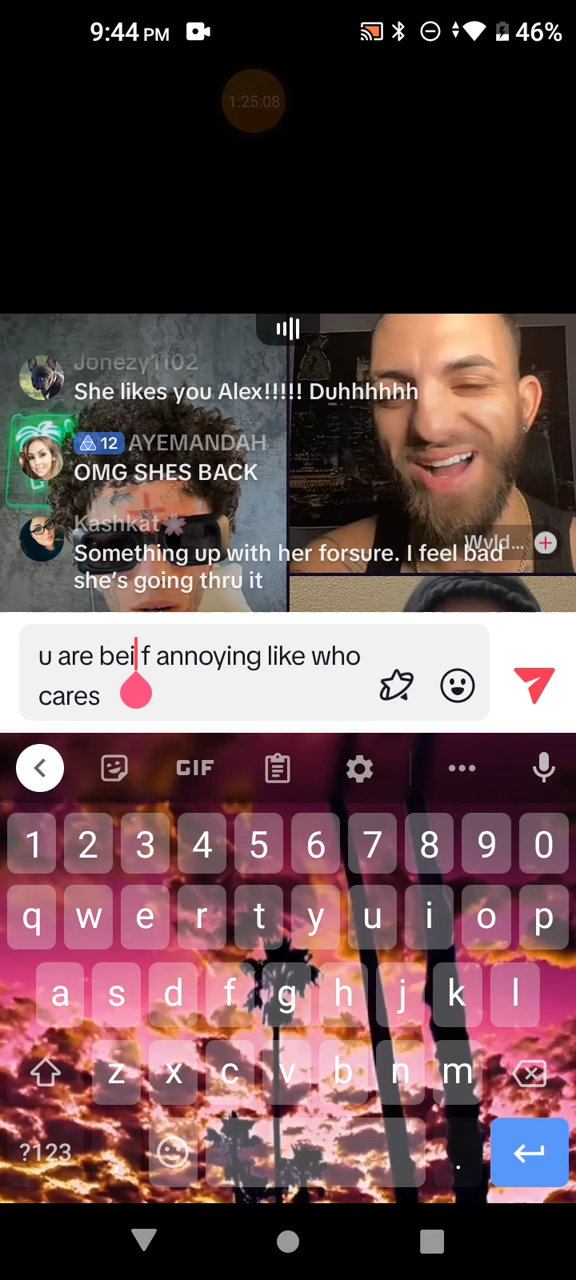 9:44 PM
46%
1:25:08
Jonezy1102
She likes you Alex!!!!! Duhhhhhh
12 AYEMANDAH
OMG SHES BACK
Kashkat
Something up with her forsure. I feel bad
she's going thru it
Wyld...
u are bei f annoying like who
cares
GIF
1 2 3 4 5 6 7 8 9 0
q w e r t y u i o p
a s d f g h j k l
z x c v b n m
?123 .